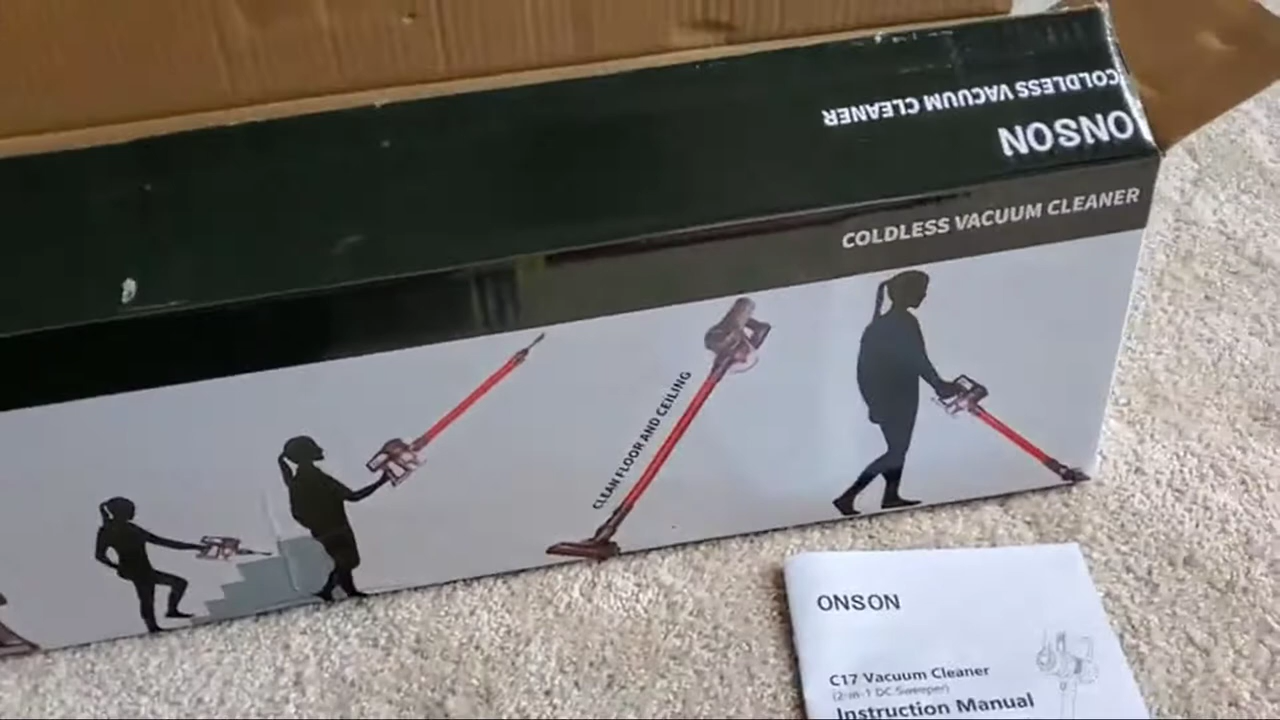 COLDLESS VACUUM CLEANER
ONSON
COLDLESS VACUUM CLEANER
CLEAN FLOOR AND CEILING
ONSON
C17 Vacuum Cleaner
(2-in-1 DC Sweeper)
Instruction Manual